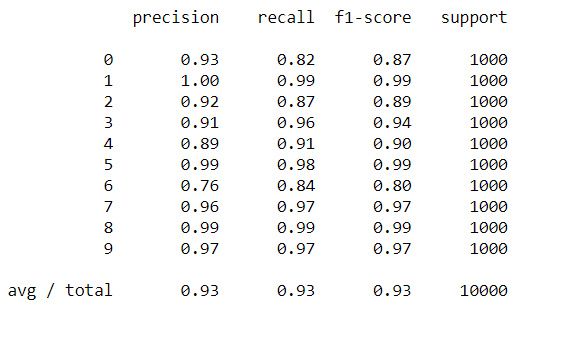 precision recall f1-score support
0 0.93 0.82 0.87 1000
1 1.00 0.99 0.99 1000
2 0.92 0.87 0.89 1000
3 0.91 0.96 0.94 1000
4 0.89 0.91 0.90 1000
5 0.99 0.98 0.99 1000
6 0.76 0.84 0.80 1000
7 0.96 0.97 0.97 1000
8 0.99 0.99 0.99 1000
9 0.97 0.97 0.97 1000
avg / total 0.93 0.93 0.93 10000